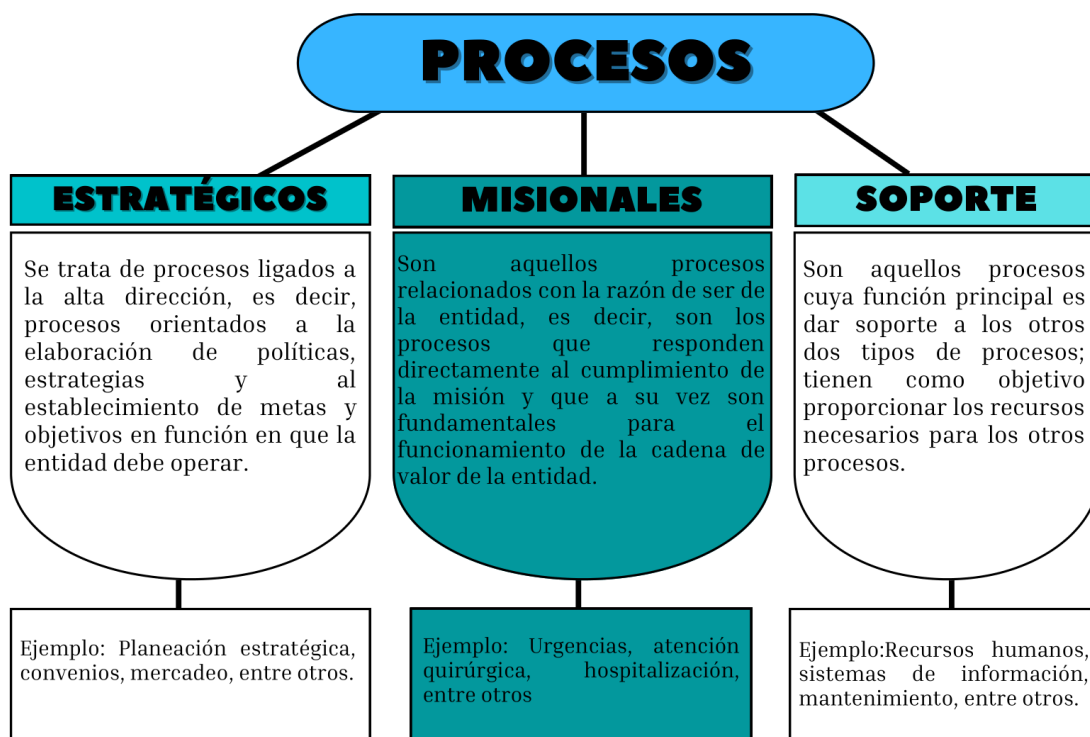 PROCESOS
ESTRATÉGICOS
Se trata de procesos ligados a
la alta dirección, es decir,
procesos orientados a la
elaboración de políticas,
estrategias y al
establecimiento de metas y
objetivos en función en que la
entidad debe operar.
Ejemplo: Planeación estratégica,
convenios, mercadeo, entre otros.
MISIONALES
Son aquellos procesos
relacionados con la razón de ser de
la entidad, es decir, son los
procesos que responden
directamente al cumplimiento de
la misión y que a su vez son
fundamentales para el
funcionamiento de la cadena de
valor de la entidad.
Ejemplo: Urgencias, atención
quirúrgica, hospitalización,
entre otros
SOPORTE
Son aquellos procesos
cuya función principal es
dar soporte a los otros
dos tipos de procesos;
tienen como objetivo
proporcionar los recursos
necesarios para los otros
procesos.
Ejemplo:Recursos humanos,
sistemas de información,
mantenimiento, entre otros.